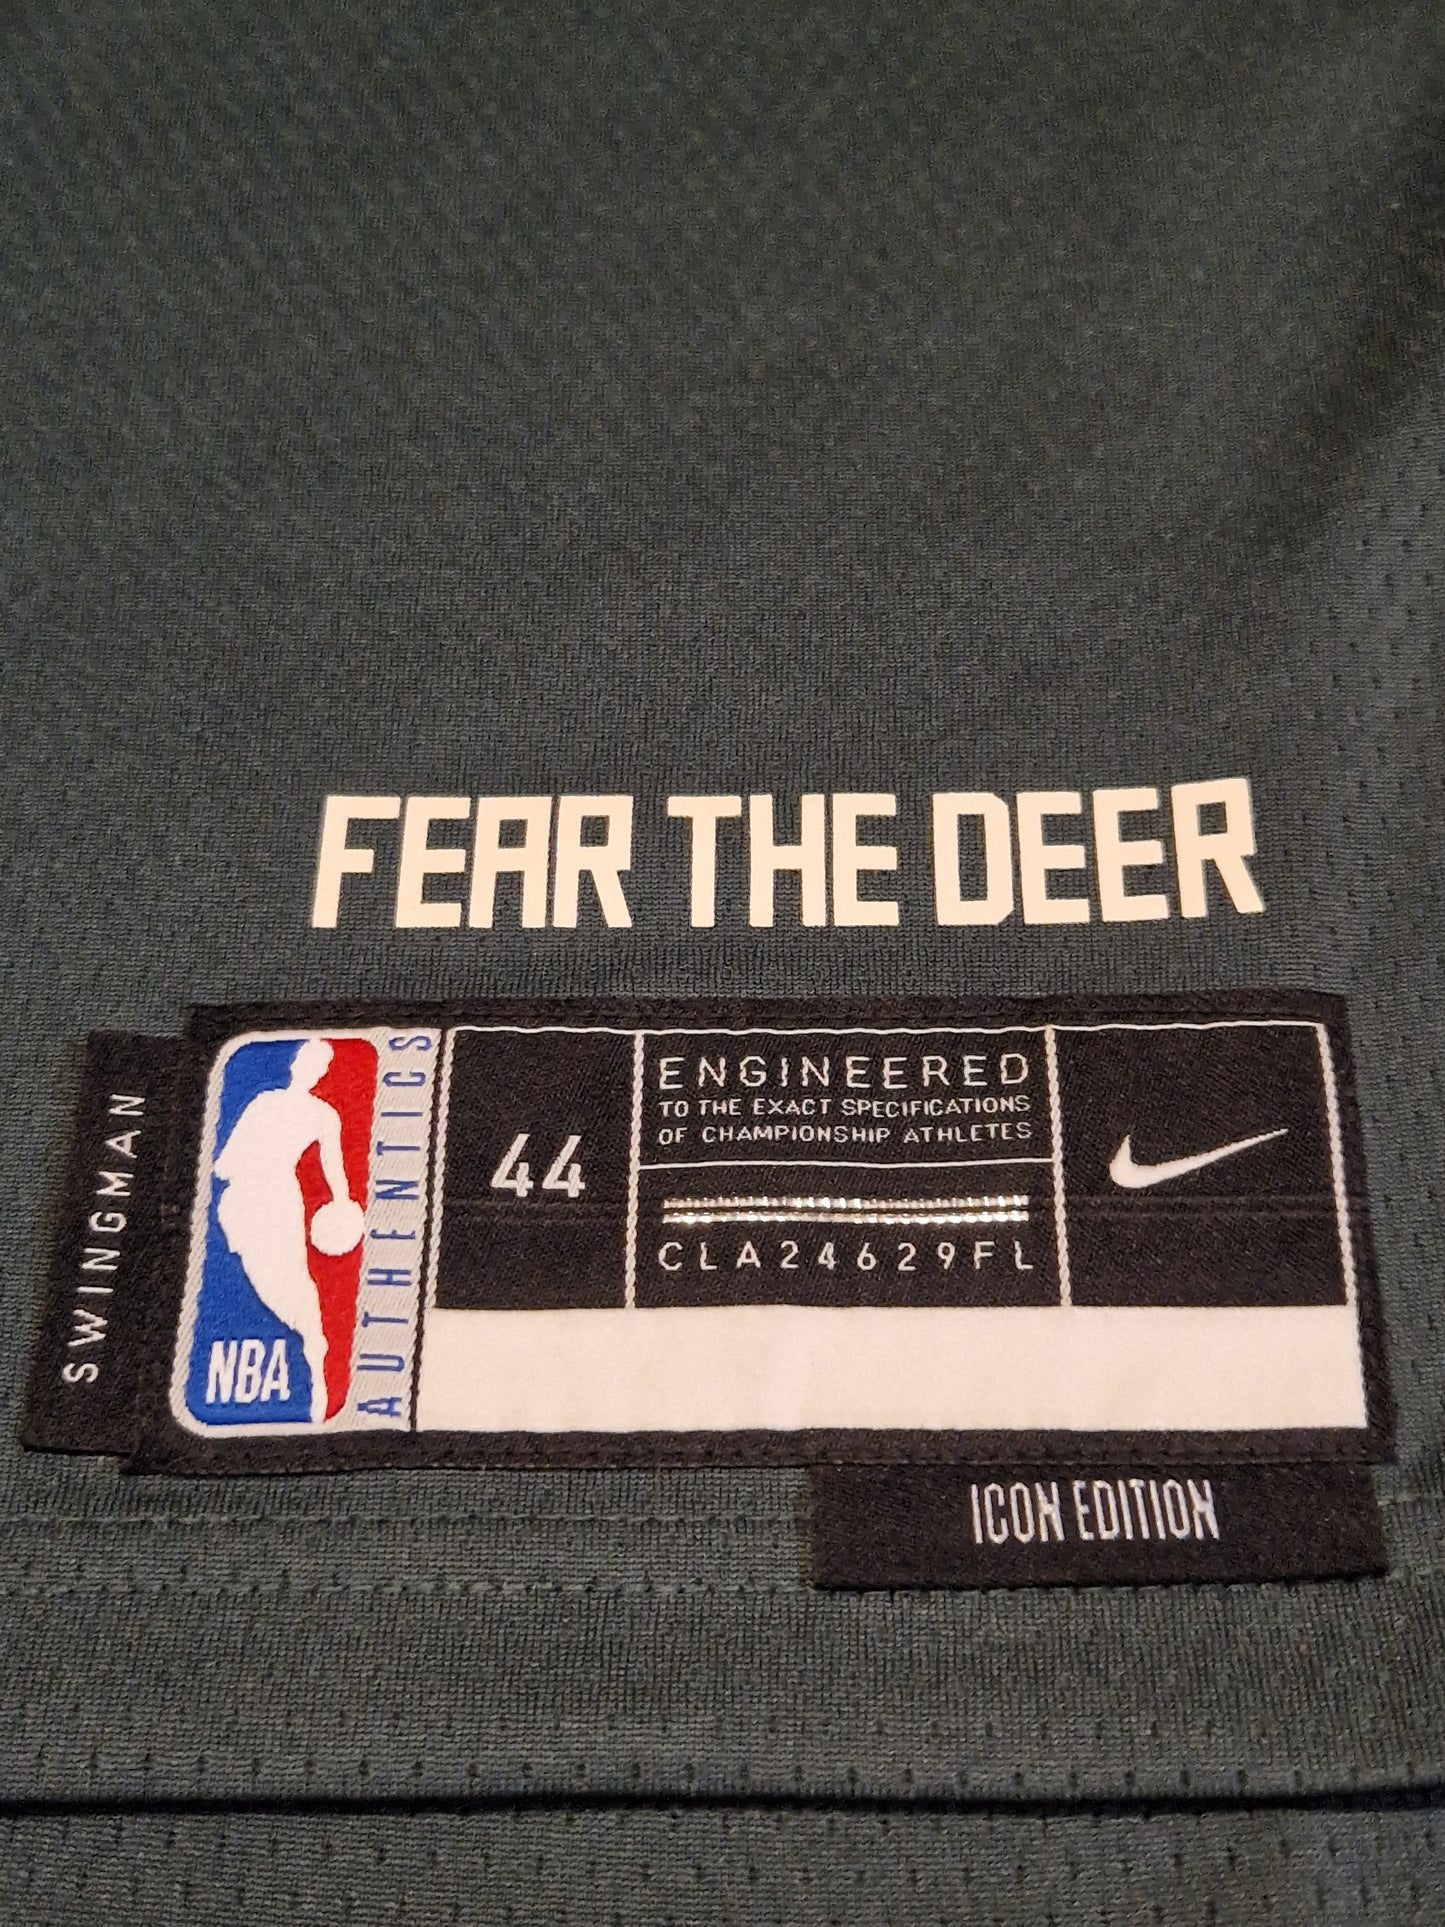 FEAR THE DEER
SWINGMAN
NBA
AUTHENTICS
44
ENGINEERED
TO THE EXACT SPECIFICATIONS
OF CHAMPIONSHIP ATHLETES
CLA24629FL
ICON EDITION